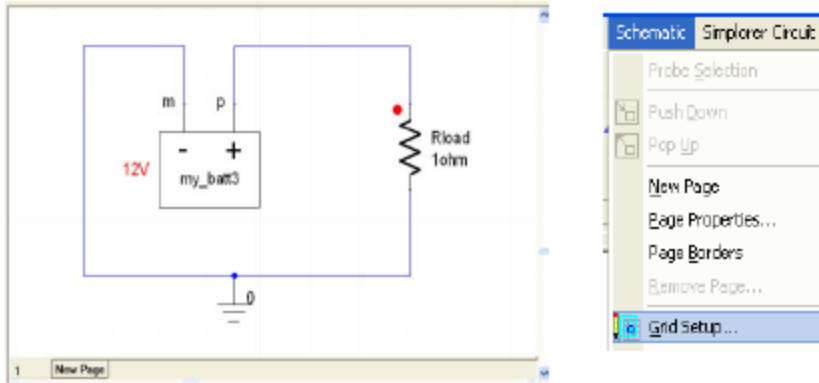 m p
- +
12V
my_batt3
Rload
1ohm
0
1 New Page
Schematic Simplorer Circuit
Probe Selection
Push Down
Pop Up
New Page
Page Properties...
Page Borders
Remove Page...
Grid Setup...